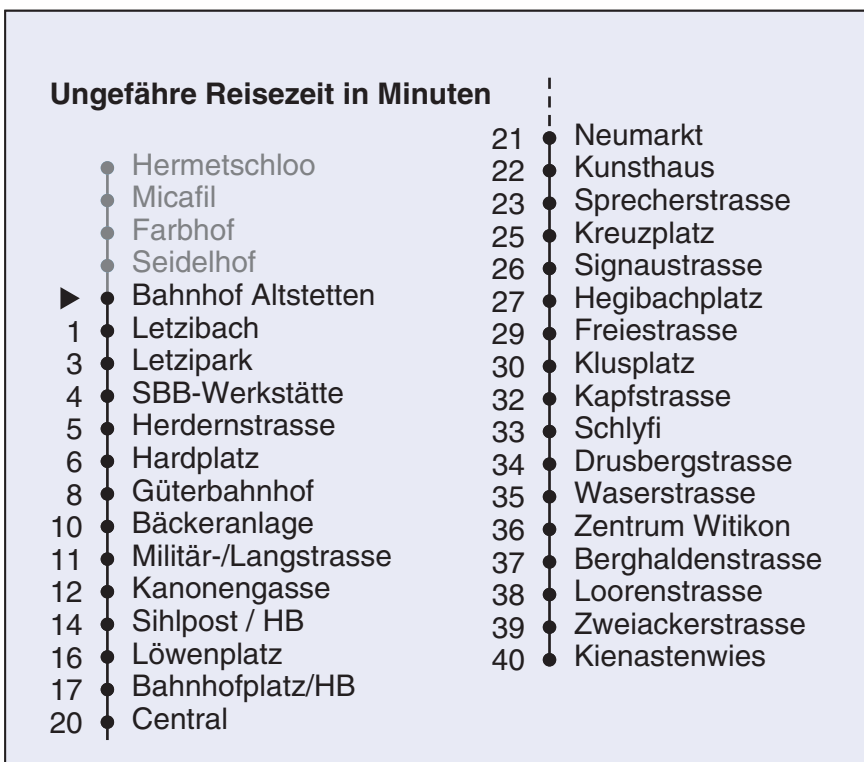 Ungefähre Reisezeit in Minuten
Hermetschloo
Micafil
Farbhof
Seidelhof
Bahnhof Altstetten
1 Letzibach
3 Letzipark
4 SBB-Werkstätte
5 Herdernstrasse
6 Hardplatz
8 Güterbahnhof
10 Bäckeranlage
11 Militär-/Langstrasse
12 Kanonengasse
14 Sihlpost / HB
16 Löwenplatz
17 Bahnhofplatz/HB
20 Central
21 Neumarkt
22 Kunsthaus
23 Sprecherstrasse
25 Kreuzplatz
26 Signaustrasse
27 Hegibachplatz
29 Freiestrasse
30 Klusplatz
32 Kapfstrasse
33 Schlyfi
34 Drusbergstrasse
35 Waserstrasse
36 Zentrum Witikon
37 Berghaldenstrasse
38 Loorenstrasse
39 Zweiackerstrasse
40 Kienastenwies